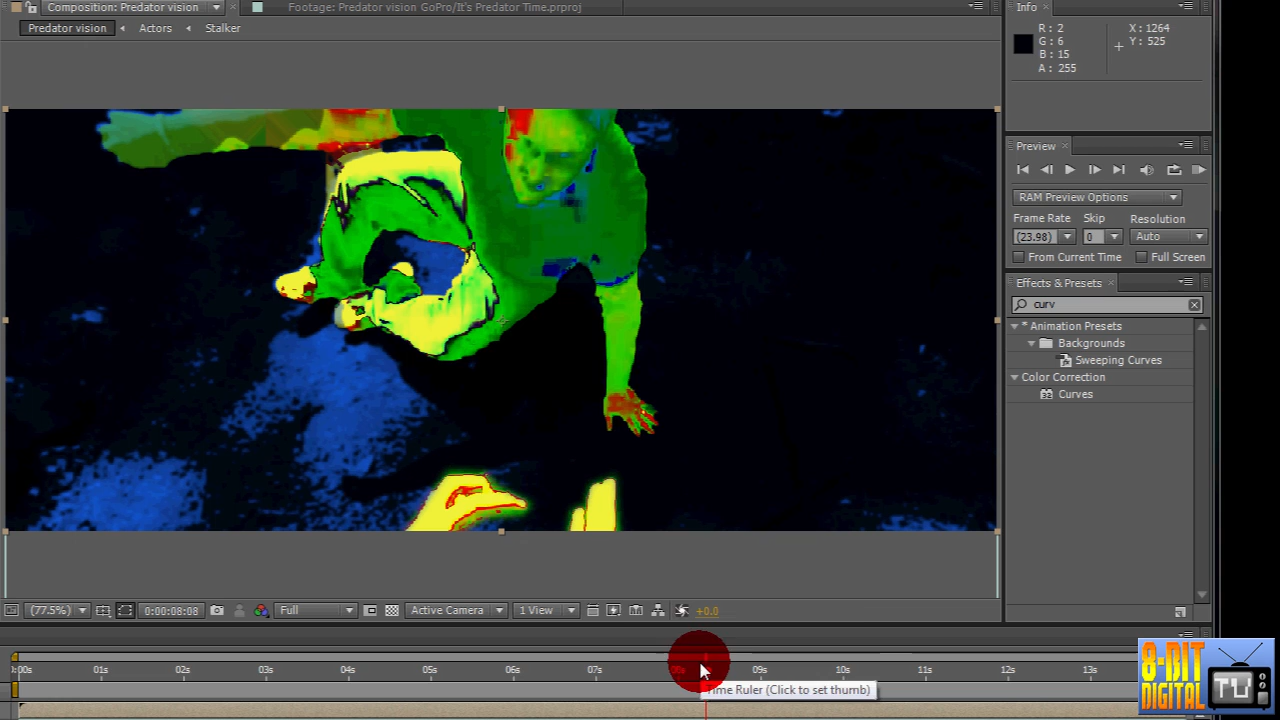 Composition: Predator vision
Footage: Predator vision GoPro/It's Predator Time.prproj
Info
Predator vision
Actors
Stalker
R: 2
G: 6
B: 15
A: 255
X: 1264
Y: 525
Preview
RAM Preview Options
Frame Rate Skip Resolution
(23.98) 0 Auto
From Current Time Full Screen
Effects & Presets
curv
* Animation Presets
Backgrounds
Sweeping Curves
Color Correction
Curves
(77.5%) 0:00:08:08 Full Active Camera 1 View +0.0
:00s 01s 02s 03s 04s 05s 06s 07s 08s 09s 10s 11s 12s 13s
Time Ruler (Click to set thumb)
8-BIT
DIGITAL
TV